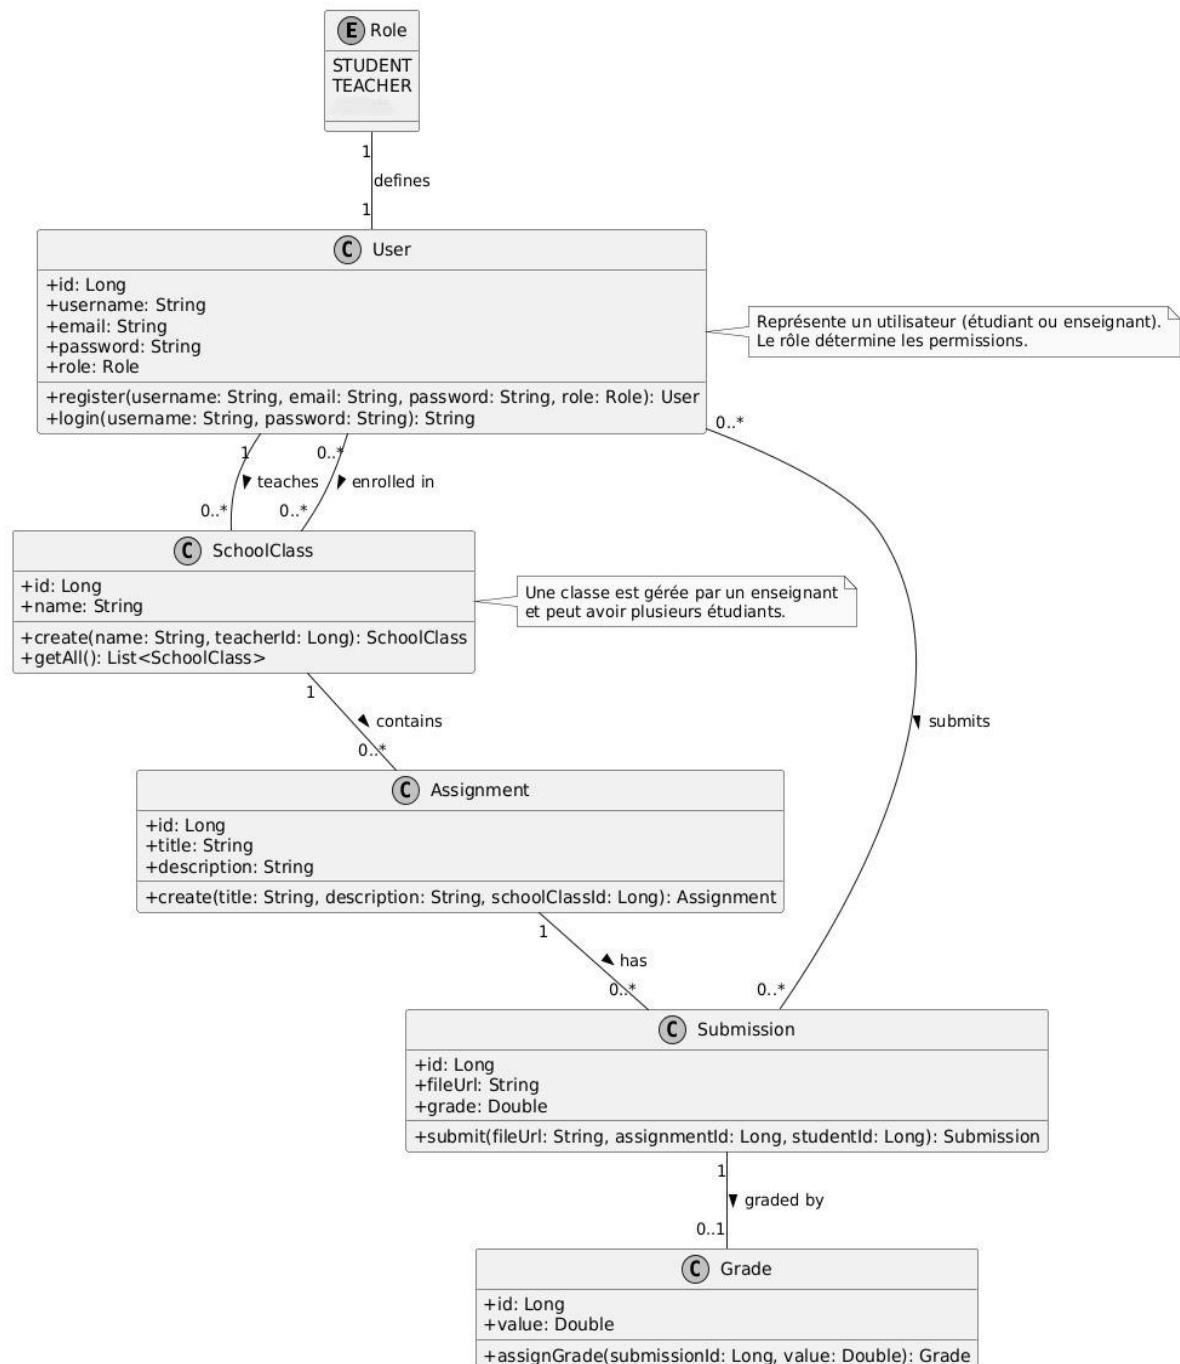 E Role
STUDENT
TEACHER
1
defines
1
C User
+id: Long
+username: String
+email: String
+password: String
+role: Role
+register(username: String, email: String, password: String, role: Role): User
+login(username: String, password: String): String
Représente un utilisateur (étudiant ou enseignant).
Le rôle détermine les permissions.
1
0..*
0..*
teaches
enrolled in
0..*
0..*
C SchoolClass
+id: Long
+name: String
+create(name: String, teacherId: Long): SchoolClass
+getAll(): List<SchoolClass>
Une classe est gérée par un enseignant
et peut avoir plusieurs étudiants.
1
contains
0..*
submits
C Assignment
+id: Long
+title: String
+description: String
+create(title: String, description: String, schoolClassId: Long): Assignment
1
has
0..*
0..*
C Submission
+id: Long
+fileUrl: String
+grade: Double
+submit(fileUrl: String, assignmentId: Long, studentId: Long): Submission
1
graded by
0..1
C Grade
+id: Long
+value: Double
+assignGrade(submissionId: Long, value: Double): Grade